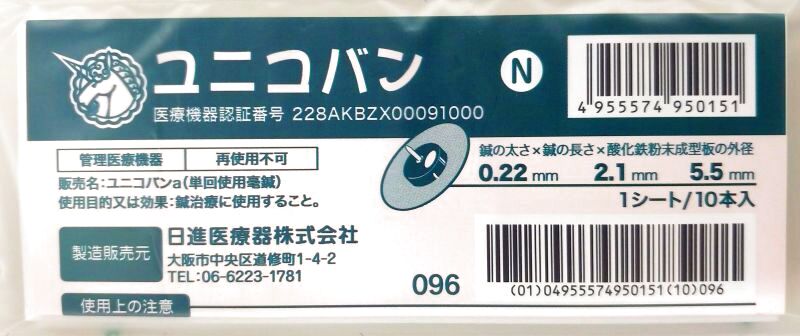 ユニコバン
N
4 955574 950151
医療機器認証番号 228AKBZX00091000
管理医療機器 再使用不可
販売名:ユニコバンa(単回使用毫鍼)
使用目的又は効果:鍼治療に使用すること。
鍼の太さ×鍼の長さ×酸化鉄粉末成型板の外径
0.22 mm 2.1 mm 5.5 mm
1シート/10本入
製造販売元
日進医療器株式会社
大阪市中央区道修町1-4-2
TEL:06-6223-1781
096
(01)04955574950151(10)096
使用上の注意